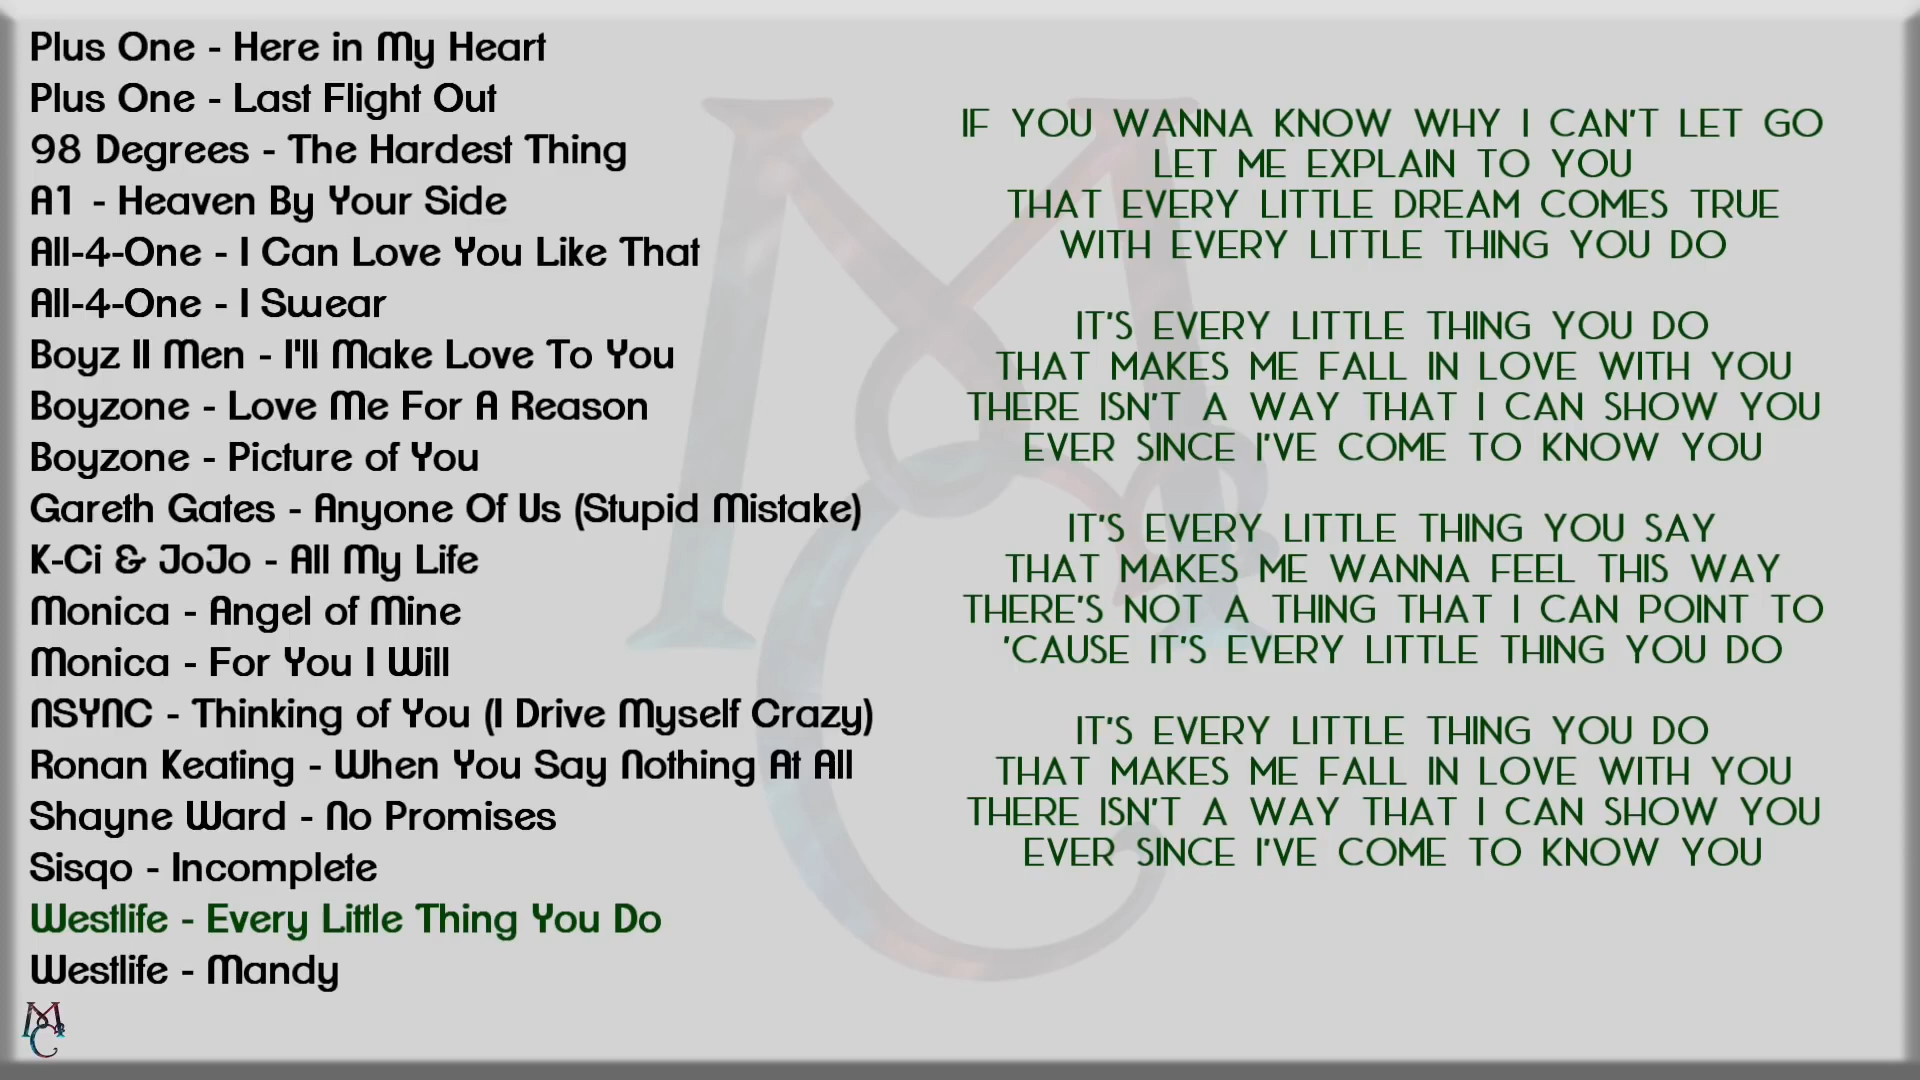 Plus One - Here in My Heart
Plus One - Last Flight Out
98 Degrees - The Hardest Thing
A1 - Heaven By Your Side
All-4-One - I Can Love You Like That
All-4-One - I Swear
Boyz II Men - I'll Make Love To You
Boyzone - Love Me For A Reason
Boyzone - Picture of You
Gareth Gates - Anyone Of Us (Stupid Mistake)
K-Ci & JoJo - All My Life
Monica - Angel of Mine
Monica - For You I Will
NSYNC - Thinking of You (I Drive Myself Crazy)
Ronan Keating - When You Say Nothing At All
Shayne Ward - No Promises
Sisqo - Incomplete
Westlife - Every Little Thing You Do
Westlife - Mandy
IF YOU WANNA KNOW WHY I CAN'T LET GO
LET ME EXPLAIN TO YOU
THAT EVERY LITTLE DREAM COMES TRUE
WITH EVERY LITTLE THING YOU DO
IT'S EVERY LITTLE THING YOU DO
THAT MAKES ME FALL IN LOVE WITH YOU
THERE ISN'T A WAY THAT I CAN SHOW YOU
EVER SINCE I'VE COME TO KNOW YOU
IT'S EVERY LITTLE THING YOU SAY
THAT MAKES ME WANNA FEEL THIS WAY
THERE'S NOT A THING THAT I CAN POINT TO
'CAUSE IT'S EVERY LITTLE THING YOU DO
IT'S EVERY LITTLE THING YOU DO
THAT MAKES ME FALL IN LOVE WITH YOU
THERE ISN'T A WAY THAT I CAN SHOW YOU
EVER SINCE I'VE COME TO KNOW YOU